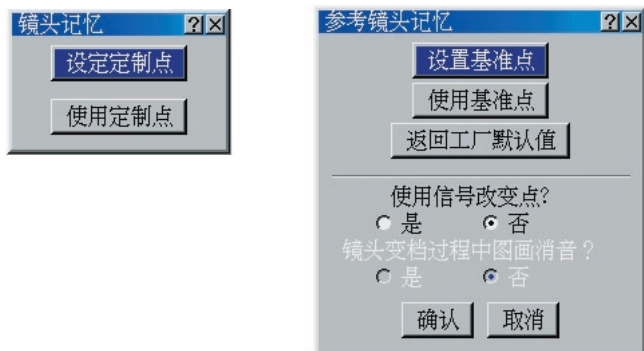 镜头记忆
设定定制点
使用定制点
参考镜头记忆
设置基准点
使用基准点
返回工厂默认值
使用信号改变点?
是 否
镜头变档过程中图画消音?
是 否
确认 取消